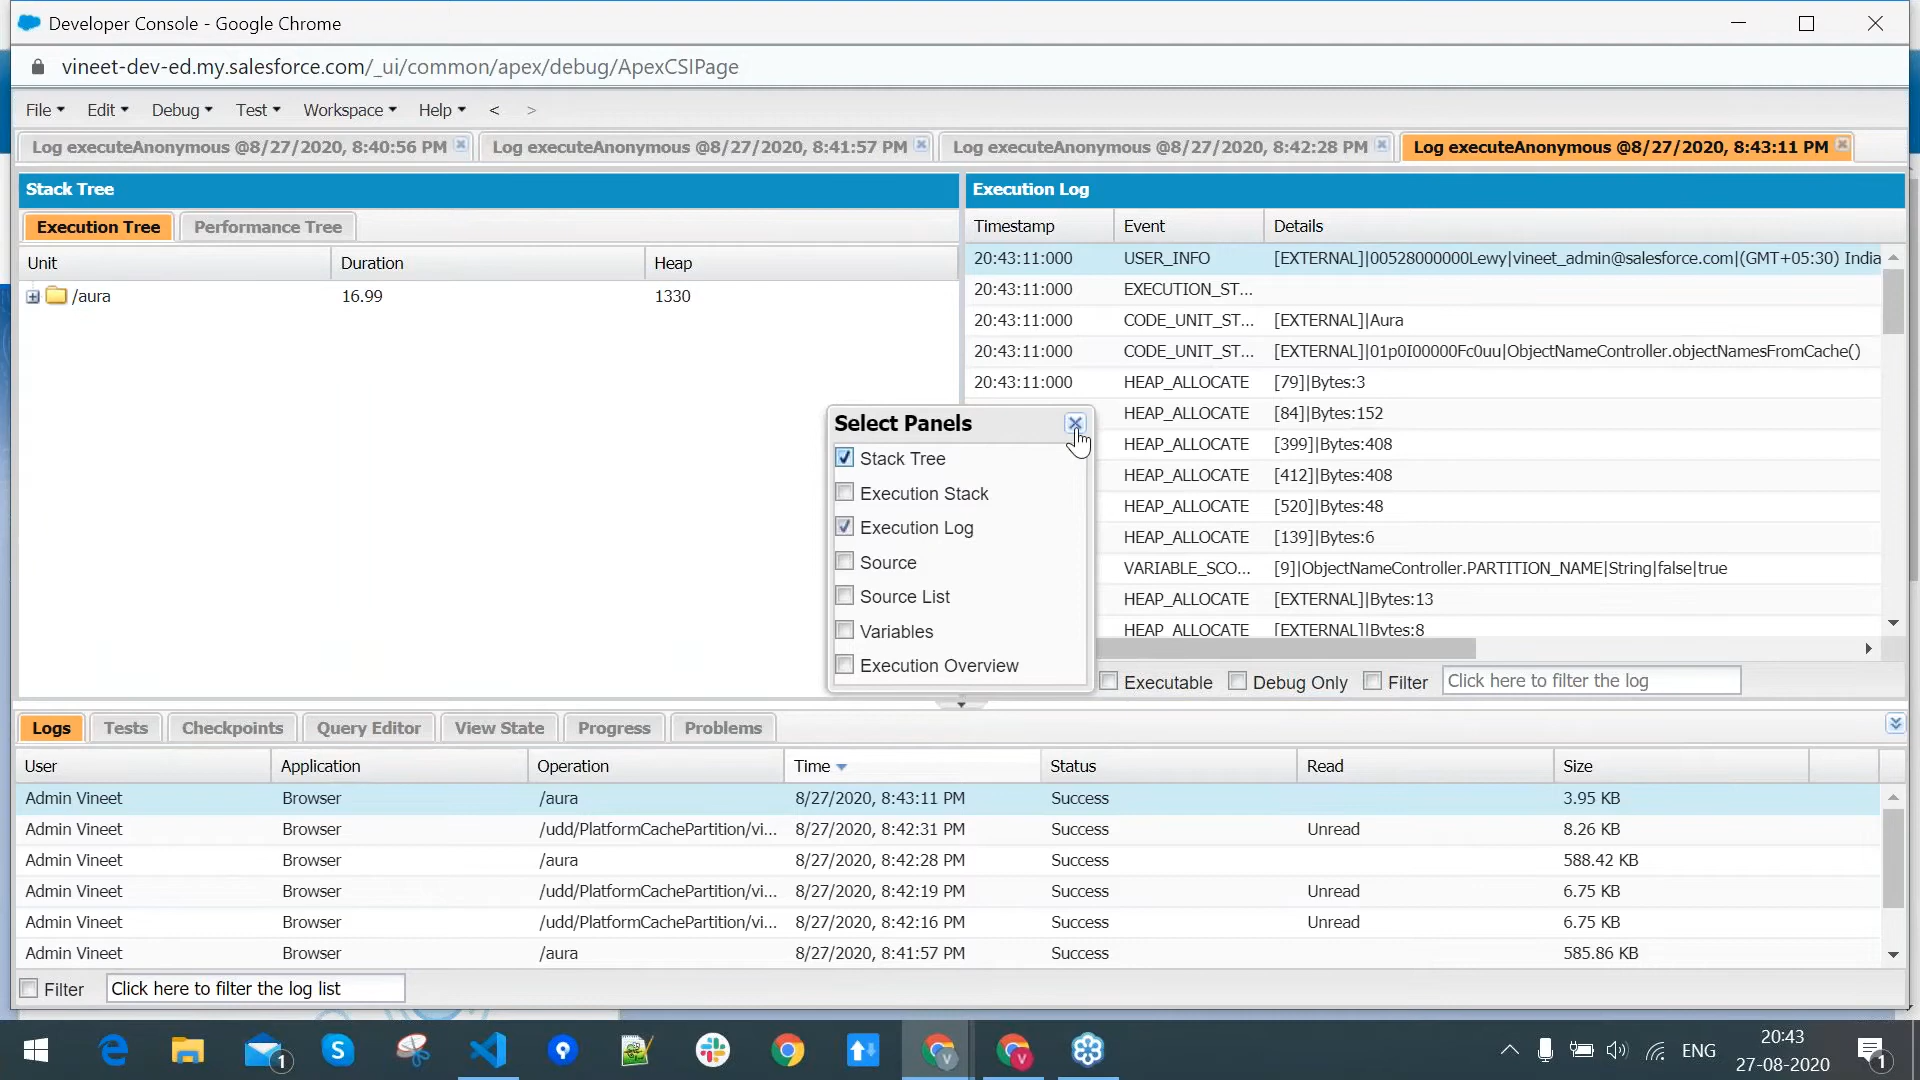 Developer Console - Google Chrome
vineet-dev-ed.my.salesforce.com/_ui/common/apex/debug/ApexCSIPage
File Edit Debug Test Workspace Help < >
Log executeAnonymous @8/27/2020, 8:40:56 PM Log executeAnonymous @8/27/2020, 8:41:57 PM Log executeAnonymous @8/27/2020, 8:42:28 PM Log executeAnonymous @8/27/2020, 8:43:11 PM
Stack Tree
Execution Tree Performance Tree
Unit Duration Heap
/aura 16.99 1330
Execution Log
Timestamp Event Details
20:43:11:000 USER_INFO [EXTERNAL]|00528000000Lewy|vineet_admin@salesforce.com|(GMT+05:30) India
20:43:11:000 EXECUTION_ST...
20:43:11:000 CODE_UNIT_ST... [EXTERNAL]|Aura
20:43:11:000 CODE_UNIT_ST... [EXTERNAL]|01p0I00000Fc0uu|ObjectNameController.objectNamesFromCache()
20:43:11:000 HEAP_ALLOCATE [79]|Bytes:3
HEAP_ALLOCATE [84]|Bytes:152
HEAP_ALLOCATE [399]|Bytes:408
HEAP_ALLOCATE [412]|Bytes:408
HEAP_ALLOCATE [520]|Bytes:48
HEAP_ALLOCATE [139]|Bytes:6
VARIABLE_SCO... [9]|ObjectNameController.PARTITION_NAME|String|false|true
HEAP_ALLOCATE [EXTERNAL]|Bytes:13
HEAP_ALLOCATE [EXTERNAL]|Bytes:8
Executable Debug Only Filter Click here to filter the log
Select Panels
Stack Tree
Execution Stack
Execution Log
Source
Source List
Variables
Execution Overview
Logs Tests Checkpoints Query Editor View State Progress Problems
User Application Operation Time Status Read Size
Admin Vineet Browser /aura 8/27/2020, 8:43:11 PM Success 3.95 KB
Admin Vineet Browser /udd/PlatformCachePartition/vi... 8/27/2020, 8:42:31 PM Success Unread 8.26 KB
Admin Vineet Browser /aura 8/27/2020, 8:42:28 PM Success 588.42 KB
Admin Vineet Browser /udd/PlatformCachePartition/vi... 8/27/2020, 8:42:19 PM Success Unread 6.75 KB
Admin Vineet Browser /udd/PlatformCachePartition/vi... 8/27/2020, 8:42:16 PM Success Unread 6.75 KB
Admin Vineet Browser /aura 8/27/2020, 8:41:57 PM Success 585.86 KB
Filter Click here to filter the log list
1 S V V ENG 20:43 1
27-08-2020